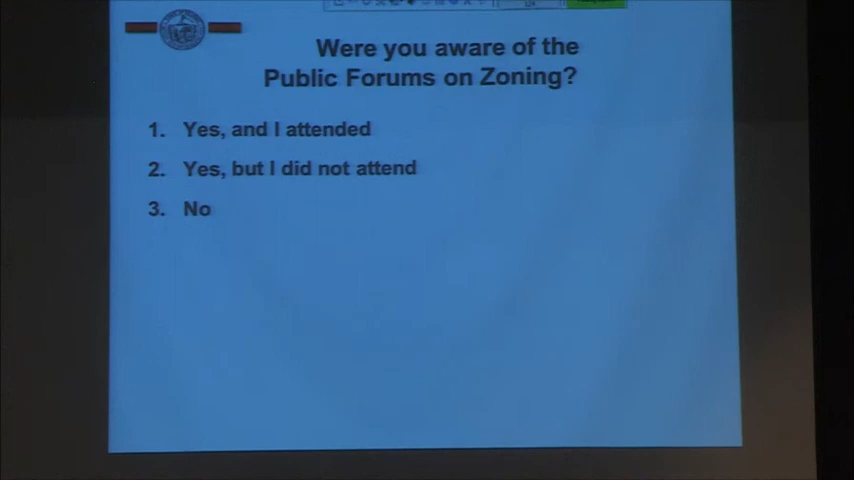 Were you aware of the
Public Forums on Zoning?
1. Yes, and I attended
2. Yes, but I did not attend
3. No